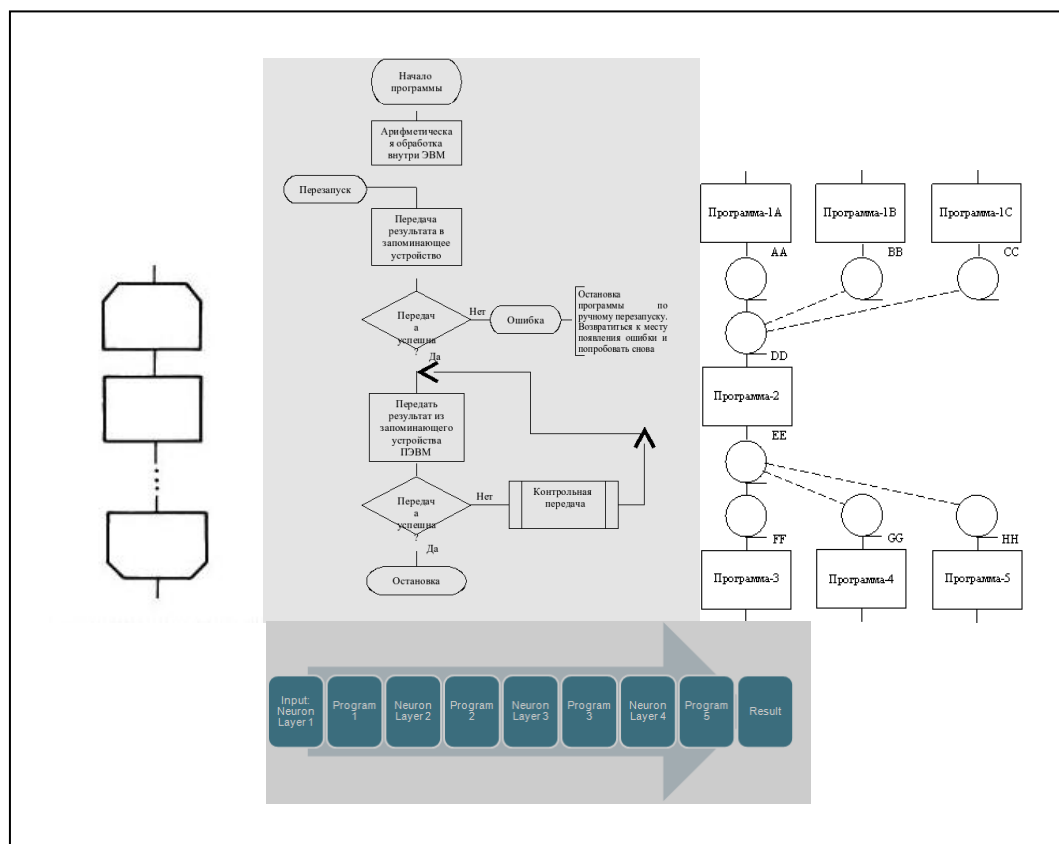 Начало
программы
Арифметическа
я обработка
внутри ЭВМ
Перезапуск
Передача
результата в
запоминающее
устройство
Передач
а
успешна
?
Нет
Ошибка
Остановка
программы по
ручному перезапуску.
Возвратиться к месту
появления ошибки и
попробовать снова
Да
Передать
результат из
запоминающего
устройства
ПЭВМ
Передач
а
успешна
?
Нет
Контрольная
передача
Да
Остановка
Программа-1A
Программа-1B
Программа-1C
AA
BB
CC
DD
Программа-2
EE
FF
GG
HH
Программа-3
Программа-4
Программа-5
Input:
Neuron
Layer 1
Program
1
Neuron
Layer 2
Program
2
Neuron
Layer 3
Program
3
Neuron
Layer 4
Program
5
Result